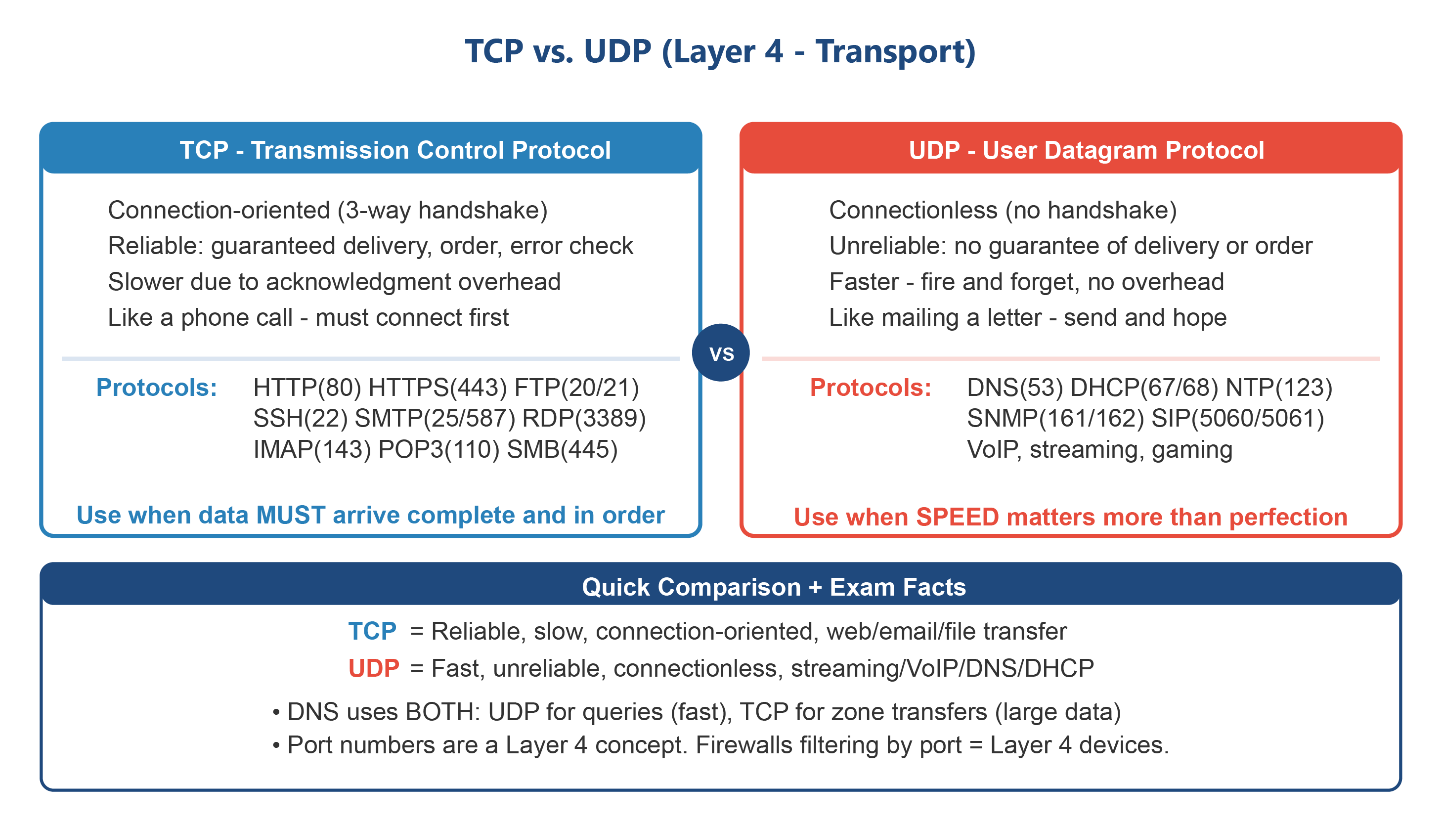 TCP vs. UDP (Layer 4 - Transport)
TCP - Transmission Control Protocol
Connection-oriented (3-way handshake)
Reliable: guaranteed delivery, order, error check
Slower due to acknowledgment overhead
Like a phone call - must connect first
Protocols: HTTP(80) HTTPS(443) FTP(20/21)
SSH(22) SMTP(25/587) RDP(3389)
IMAP(143) POP3(110) SMB(445)
Use when data MUST arrive complete and in order
VS
UDP - User Datagram Protocol
Connectionless (no handshake)
Unreliable: no guarantee of delivery or order
Faster - fire and forget, no overhead
Like mailing a letter - send and hope
Protocols: DNS(53) DHCP(67/68) NTP(123)
SNMP(161/162) SIP(5060/5061)
VoIP, streaming, gaming
Use when SPEED matters more than perfection
Quick Comparison + Exam Facts
TCP = Reliable, slow, connection-oriented, web/email/file transfer
UDP = Fast, unreliable, connectionless, streaming/VoIP/DNS/DHCP
• DNS uses BOTH: UDP for queries (fast), TCP for zone transfers (large data)
• Port numbers are a Layer 4 concept. Firewalls filtering by port = Layer 4 devices.